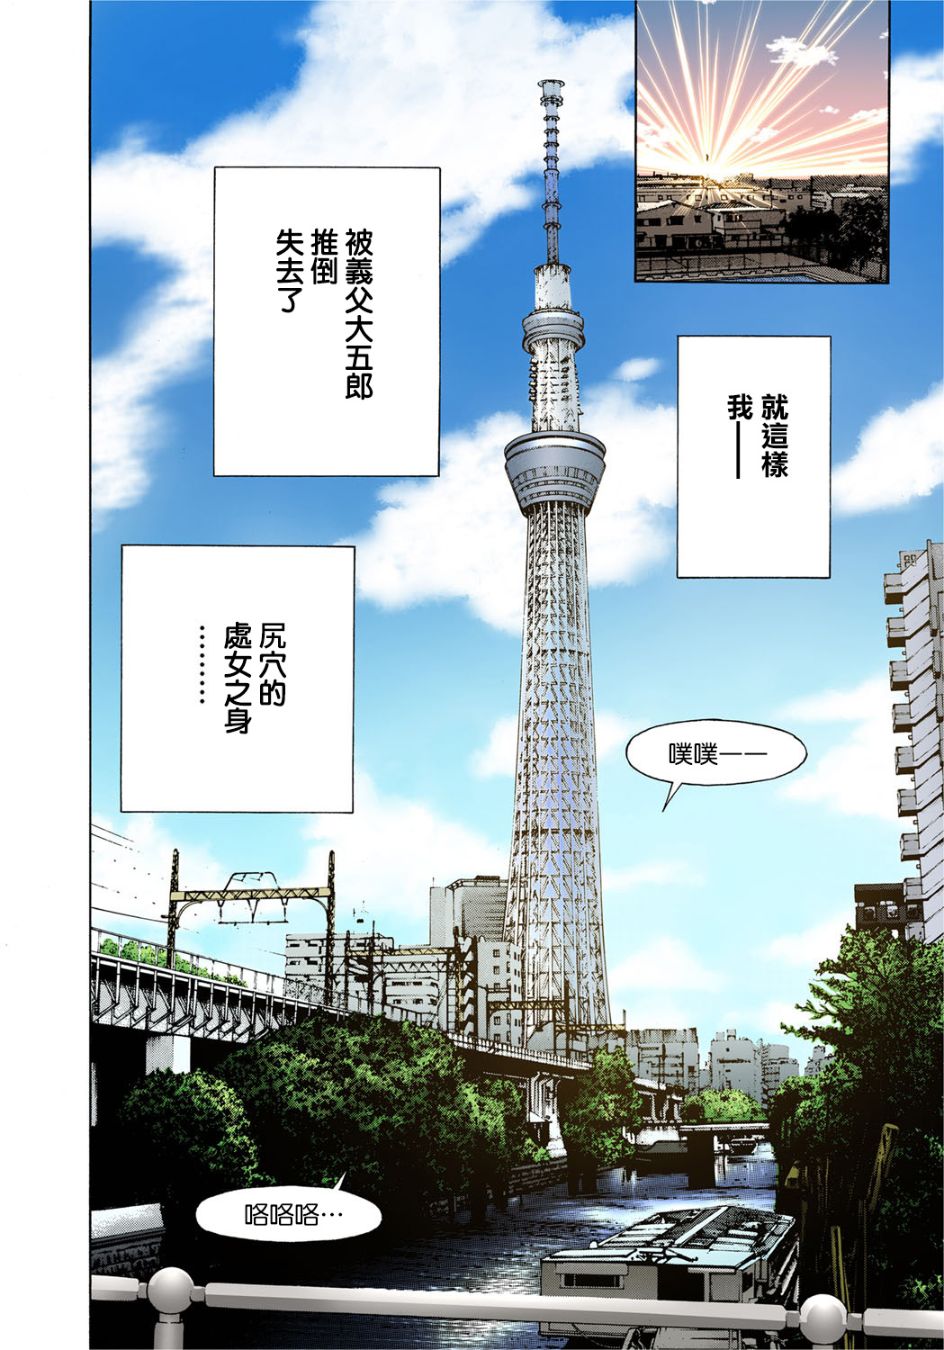 就這樣
我——
被義父大五郎
推倒
失去了
尻穴的
處女之身
………
噗噗——
咯咯咯…